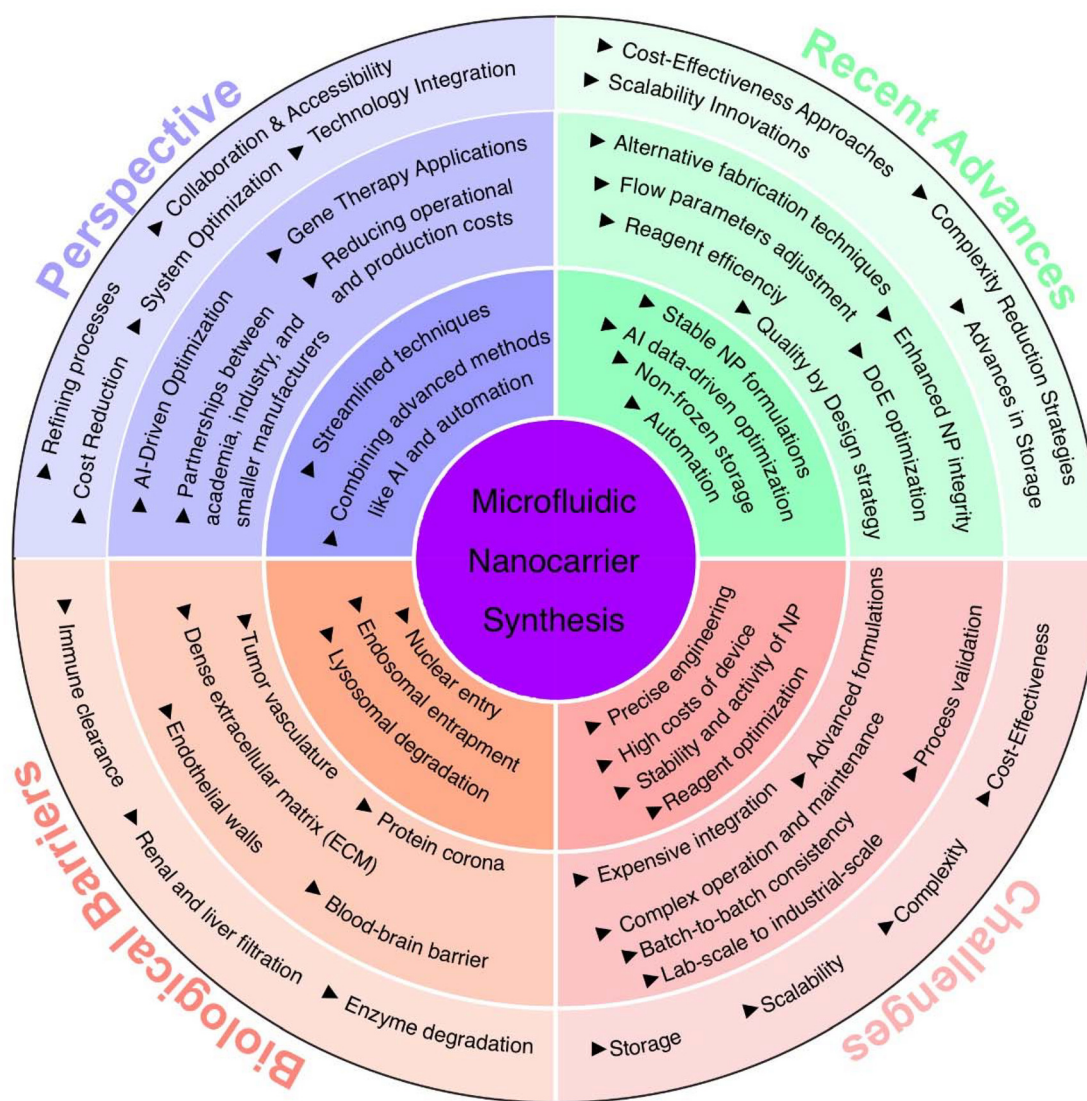 Perspective
► Collaboration & Accessibility
► Technology Integration
► System Optimization
► Refining processes
► Cost Reduction
► Gene Therapy Applications
► Reducing operational
and production costs
► AI-Driven Optimization
► Partnerships between
academia, industry, and
smaller manufacturers
► Streamlined techniques
► Combining advanced methods
like AI and automation
Recent Advances
► Cost-Effectiveness Approaches
► Scalability Innovations
► Complexity Reduction Strategies
► Advances in Storage
► Alternative fabrication techniques
► Flow parameters adjustment
► Reagent efficenciy
► Enhanced NP integrity
► DoE optimization
► Quality by Design strategy
► Stable NP formulations
► AI data-driven optimization
► Non-frozen storage
► Automation
Microfluidic
Nanocarrier
Synthesis
Biological Barriers
► Nuclear entry
► Endosomal entrapment
► Lysosomal degradation
► Tumor vasculature
► Dense extracellular matrix (ECM)
► Endothelial walls
► Protein corona
► Blood-brain barrier
► Immune clearance
► Renal and liver filtration
► Enzyme degradation
Challenges
► Precise engineering
► High costs of device
► Stability and activity of NP
► Reagent optimization
► Advanced formulations
► Expensive integration
► Process validation
► Complex operation and maintenance
► Batch-to-batch consistency
► Lab-scale to industrial-scale
► Cost-Effectiveness
► Complexity
► Scalability
► Storage